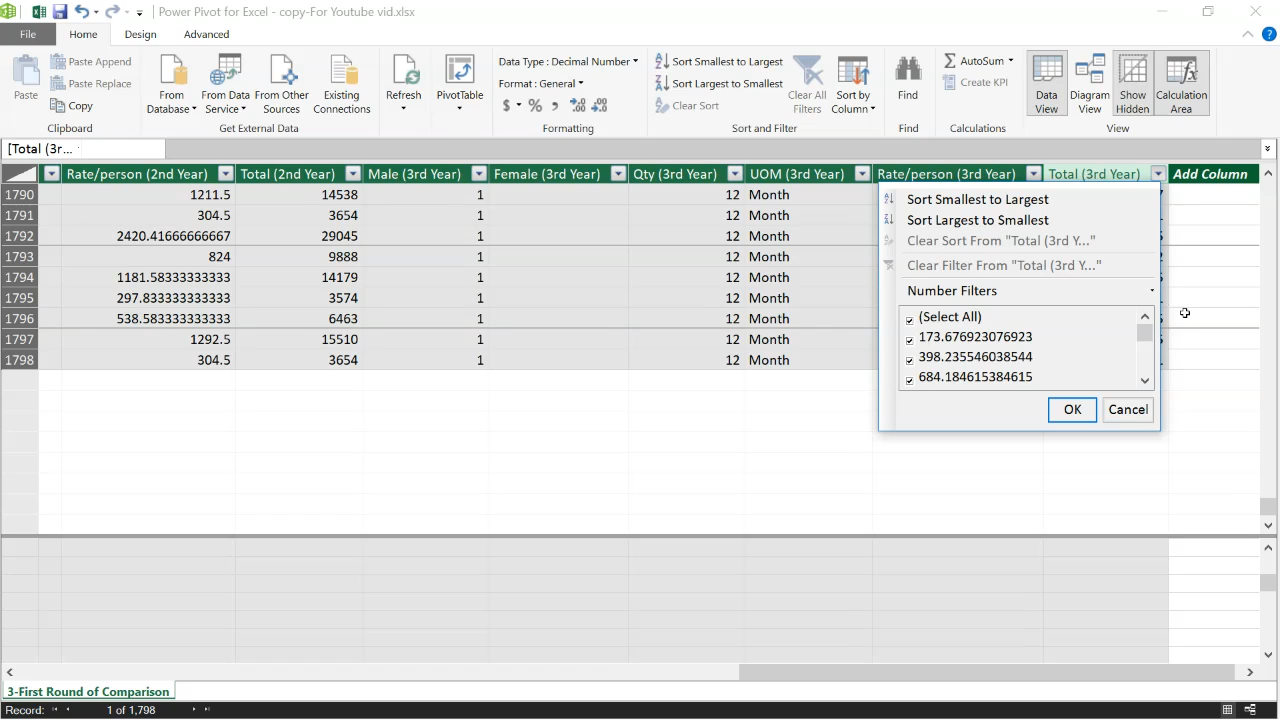 Power Pivot for Excel - copy-For Youtube vid.xlsx
File Home Design Advanced
Paste
Paste Append
Paste Replace
Copy
Clipboard
From Database
From Data Service
From Other Sources
Existing Connections
Get External Data
Refresh
PivotTable
Data Type : Decimal Number
Format : General
$ % ,
Formatting
Sort Smallest to Largest
Sort Largest to Smallest
Clear Sort
Clear All Filters
Sort by Column
Sort and Filter
Find
Find
AutoSum
Create KPI
Calculations
Data View
Diagram View
Show Hidden
Calculation Area
View
[Total (3r...
Rate/person (2nd Year) Total (2nd Year) Male (3rd Year) Female (3rd Year) Qty (3rd Year) UOM (3rd Year) Rate/person (3rd Year) Total (3rd Year) Add Column
1790 1211.5 14538 1 12 Month
1791 304.5 3654 1 12 Month
1792 2420.41666666667 29045 1 12 Month
1793 824 9888 1 12 Month
1794 1181.58333333333 14179 1 12 Month
1795 297.833333333333 3574 1 12 Month
1796 538.583333333333 6463 1 12 Month
1797 1292.5 15510 1 12 Month
1798 304.5 3654 1 12 Month
Sort Smallest to Largest
Sort Largest to Smallest
Clear Sort From "Total (3rd Y..."
Clear Filter From "Total (3rd Y..."
Number Filters
(Select All)
173.676923076923
398.235546038544
684.184615384615
OK Cancel
3-First Round of Comparison
Record: 1 of 1,798